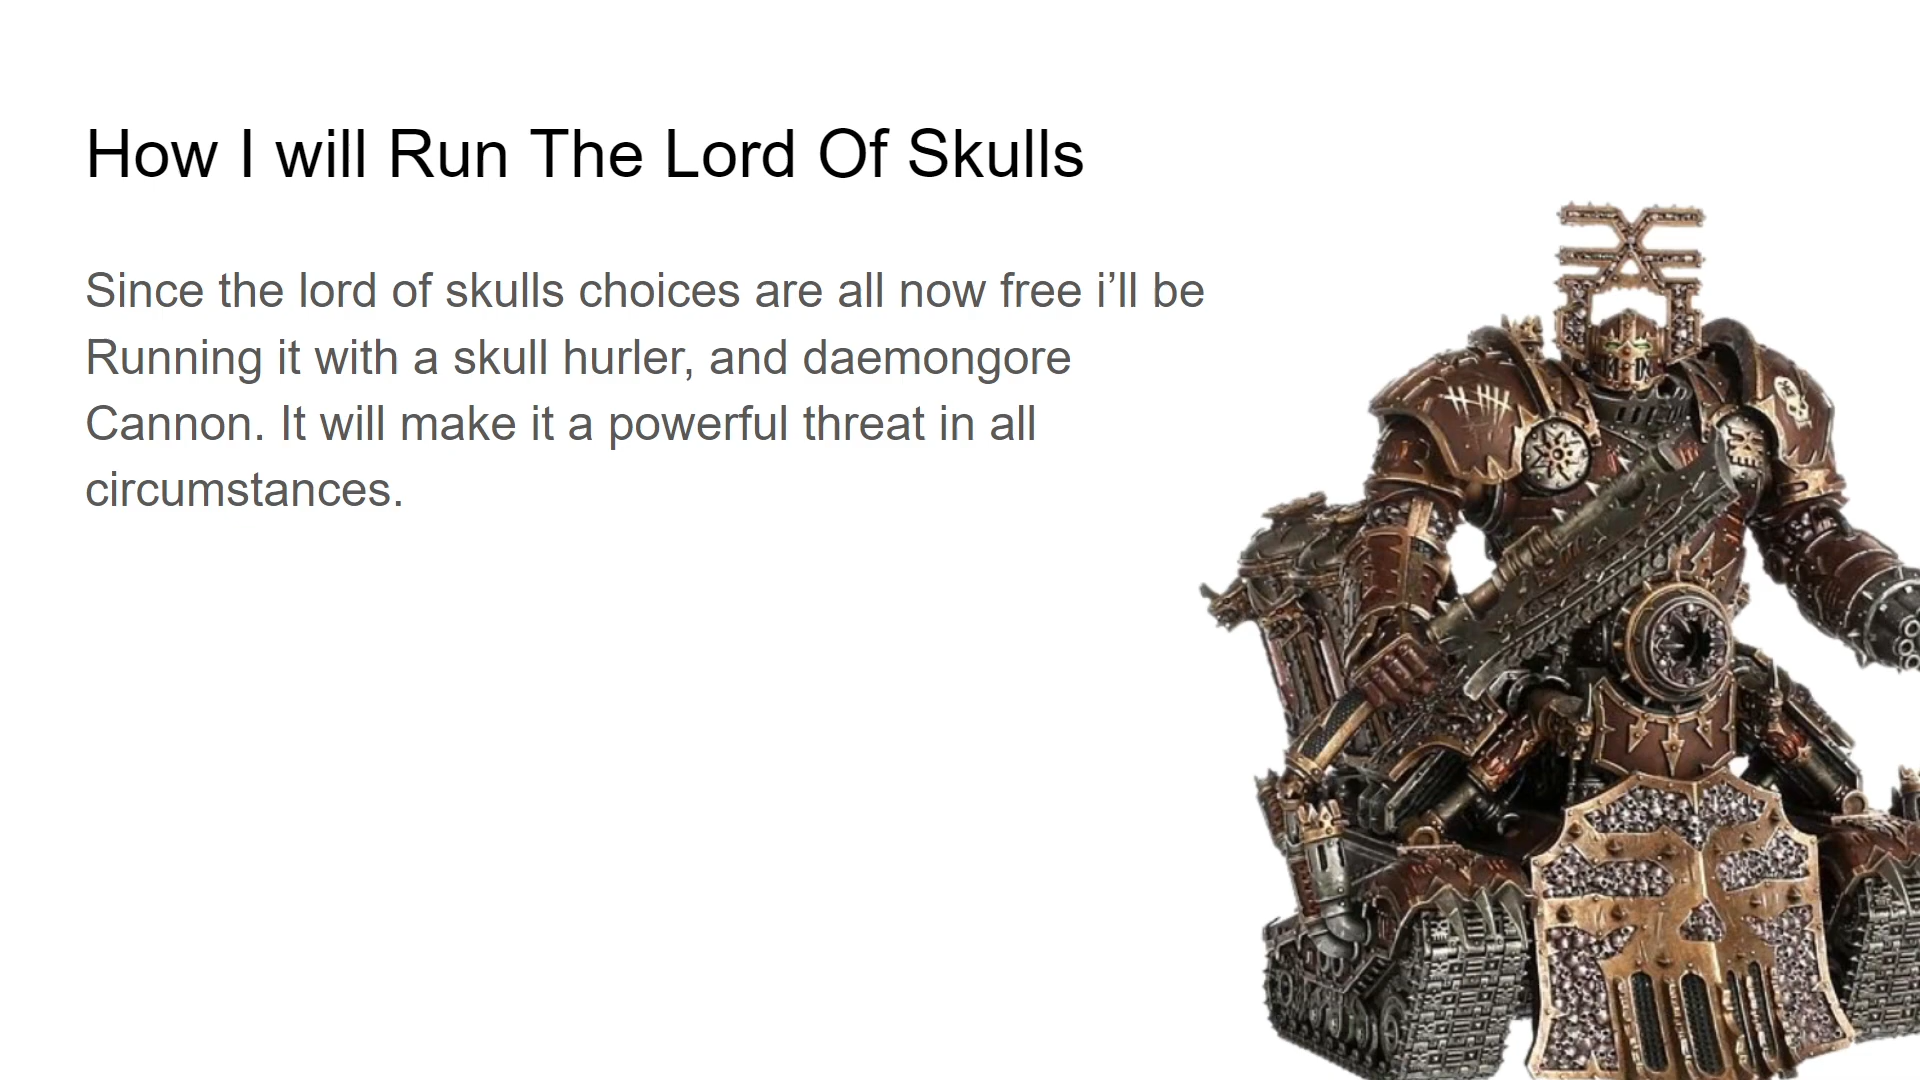 How I will Run The Lord Of Skulls
Since the lord of skulls choices are all now free i’ll be
Running it with a skull hurler, and daemongore
Cannon. It will make it a powerful threat in all
circumstances.